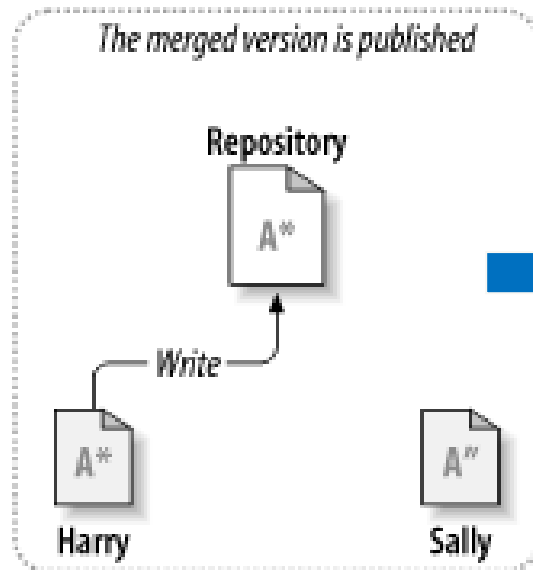 The merged version is published
Repository
A*
Write
A*
A"
Harry
Sally